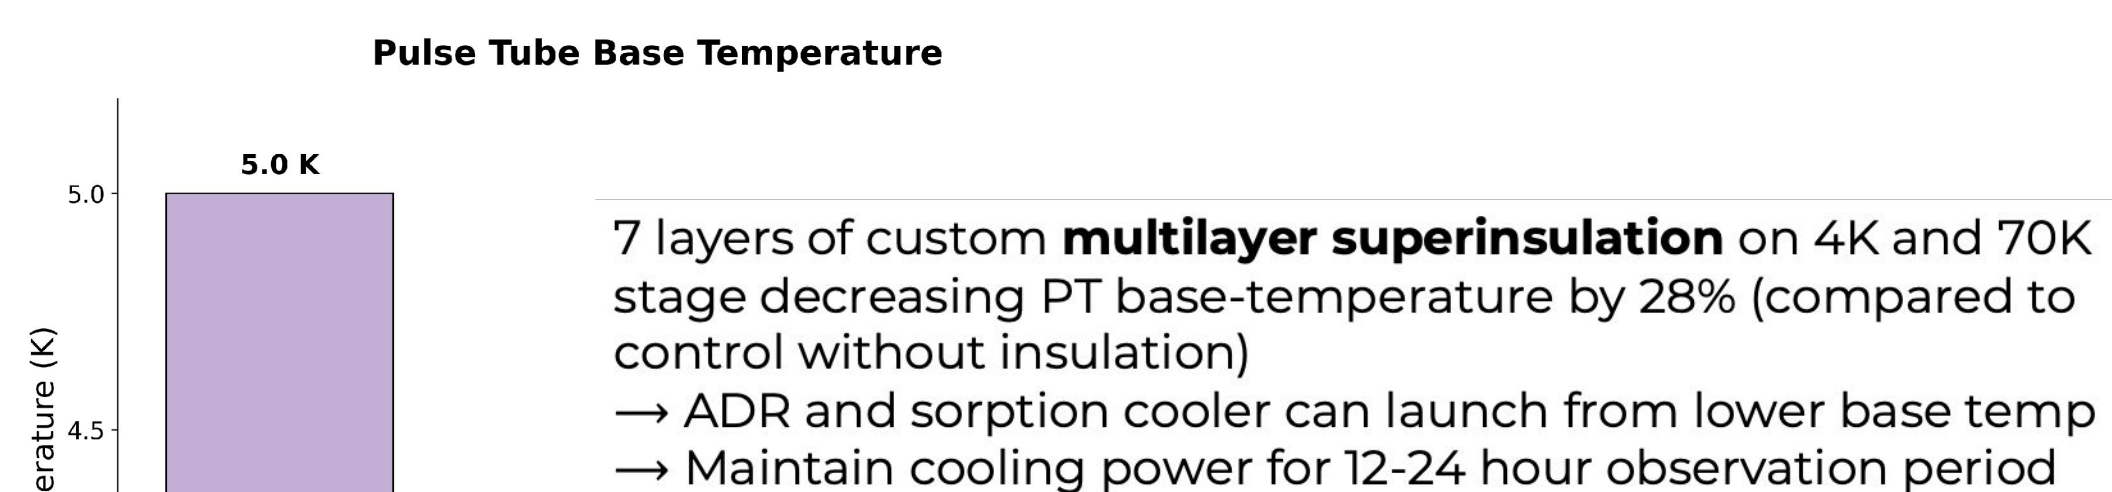 Pulse Tube Base Temperature
5.0 K
5.0
7 layers of custom multilayer superinsulation on 4K and 70K
stage decreasing PT base-temperature by 28% (compared to
control without insulation)
→ ADR and sorption cooler can launch from lower base temp
4.5
→ Maintain cooling power for 12-24 hour observation period
erature (K)